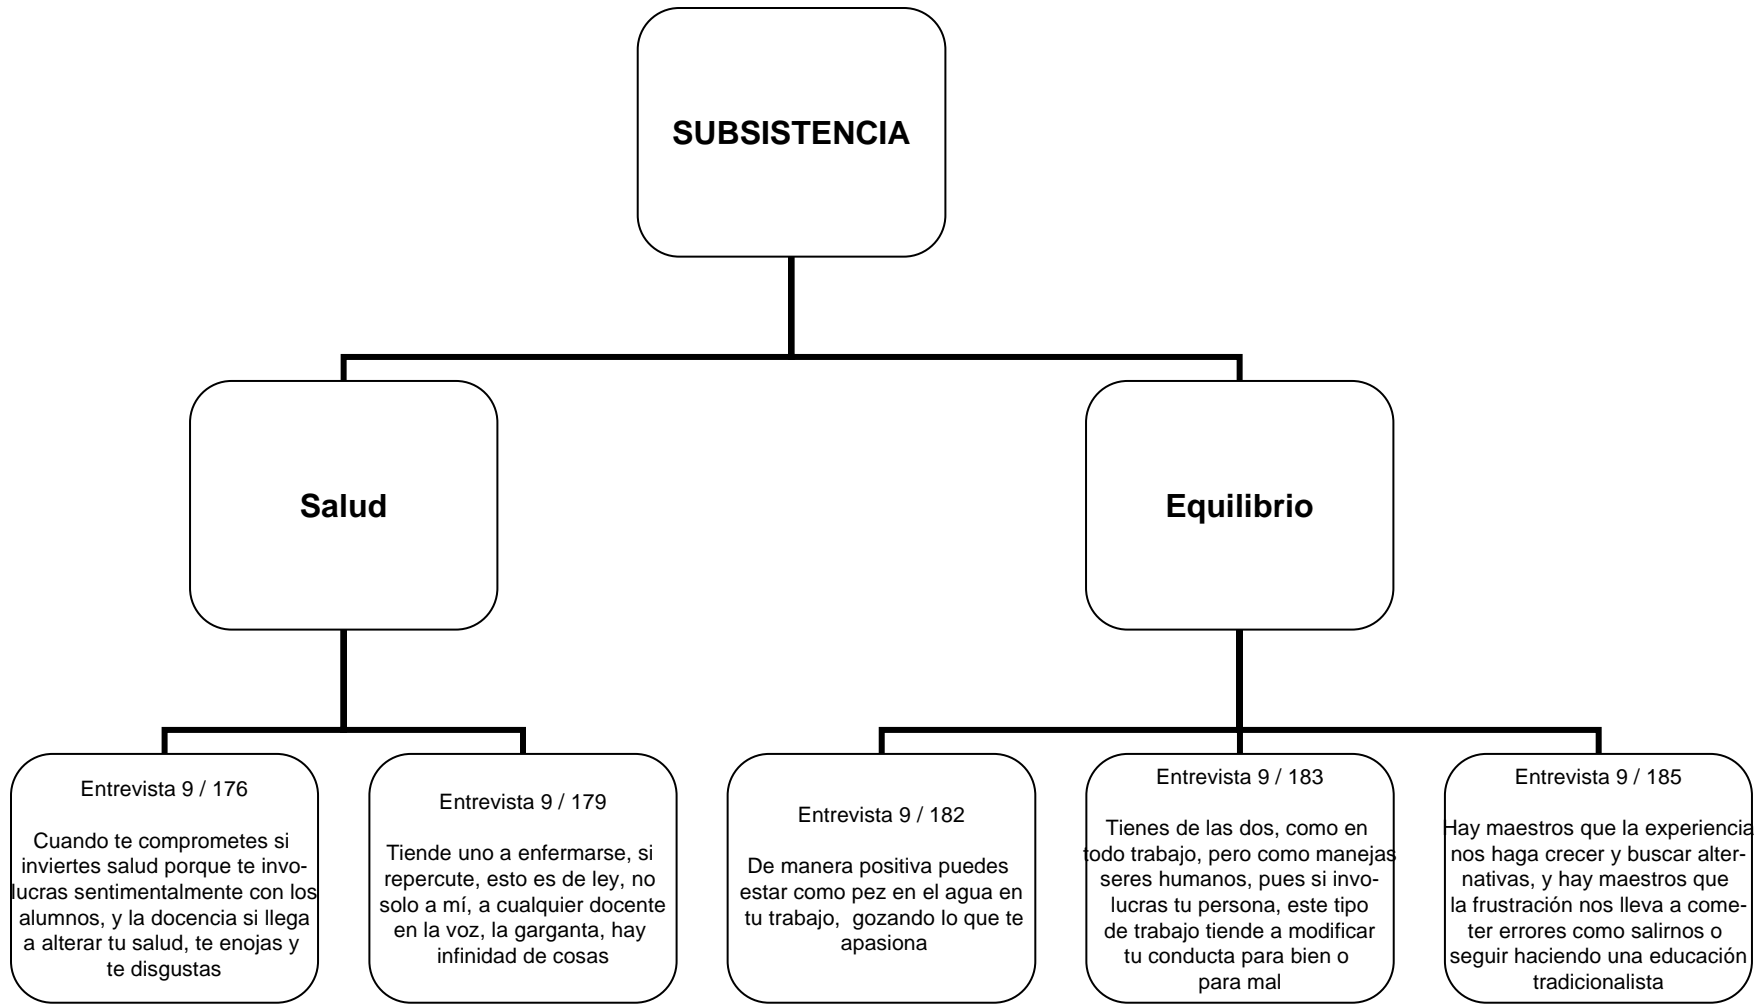 SUBSISTENCIA
Salud
Equilibrio
Entrevista 9 / 176
Cuando te comprometes si
inviertes salud porque te invo-
lucras sentimentalmente con los
alumnos, y la docencia si llega
a alterar tu salud, te enojas y
te disgustas
Entrevista 9 / 179
Tiende uno a enfermarse, si
repercute, esto es de ley, no
solo a mí, a cualquier docente
en la voz, la garganta, hay
infinidad de cosas
Entrevista 9 / 182
De manera positiva puedes
estar como pez en el agua en
tu trabajo, gozando lo que te
apasiona
Entrevista 9 / 183
Tienes de las dos, como en
todo trabajo, pero como manejas
seres humanos, pues si invo-
lucras tu persona, este tipo
de trabajo tiende a modificar
tu conducta para bien o
para mal
Entrevista 9 / 185
Hay maestros que la experiencia
nos haga crecer y buscar alter-
nativas, y hay maestros que
la frustración nos lleva a come-
ter errores como salirnos o
seguir haciendo una educación
tradicionalista